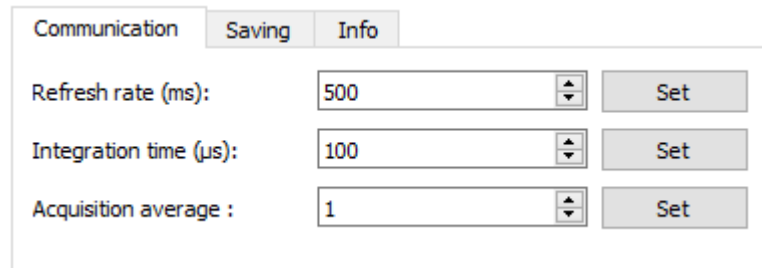 Communication Saving Info
Refresh rate (ms): 500 Set
Integration time (µs): 100 Set
Acquisition average : 1 Set